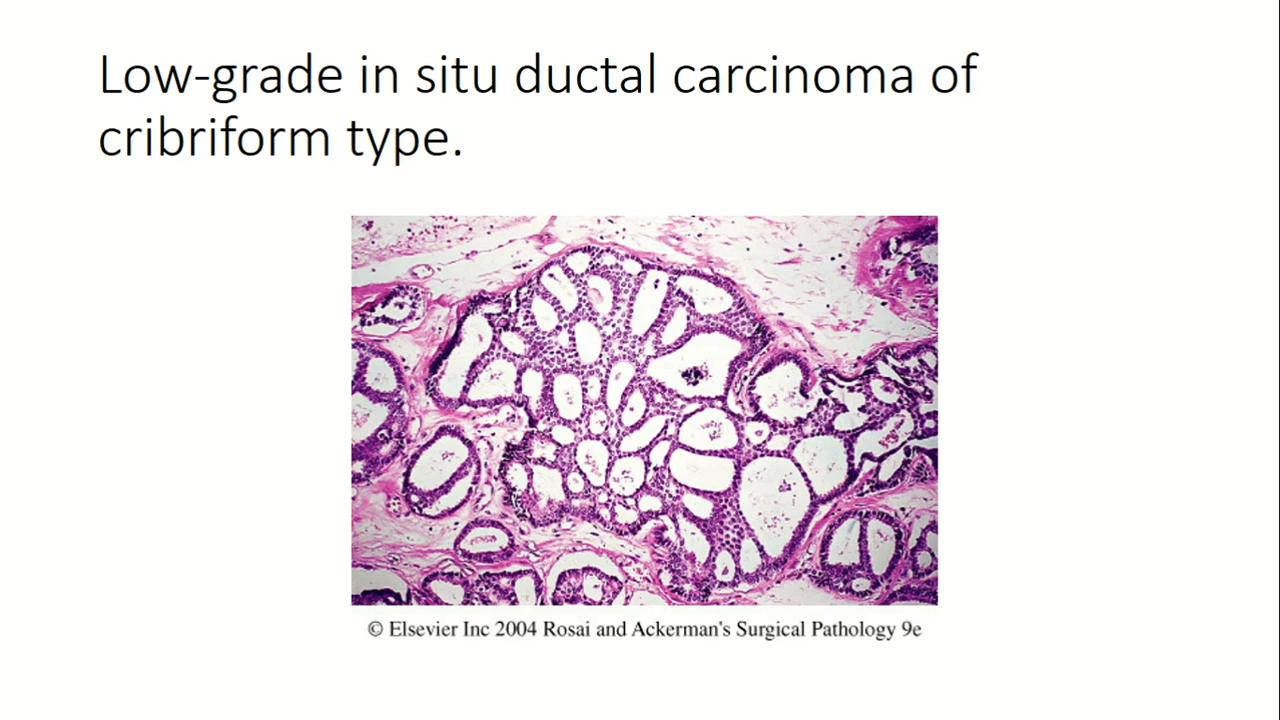 Low-grade in situ ductal carcinoma of
cribriform type.
© Elsevier Inc 2004 Rosai and Ackerman's Surgical Pathology 9e